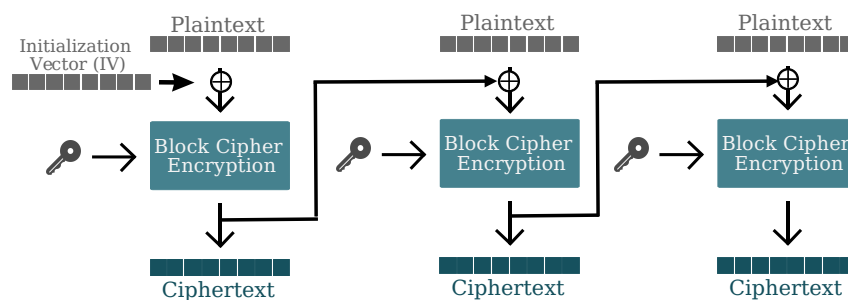 Plaintext
Plaintext
Plaintext
Initialization
Vector (IV)
Block Cipher
Encryption
Block Cipher
Encryption
Block Cipher
Encryption
Ciphertext
Ciphertext
Ciphertext